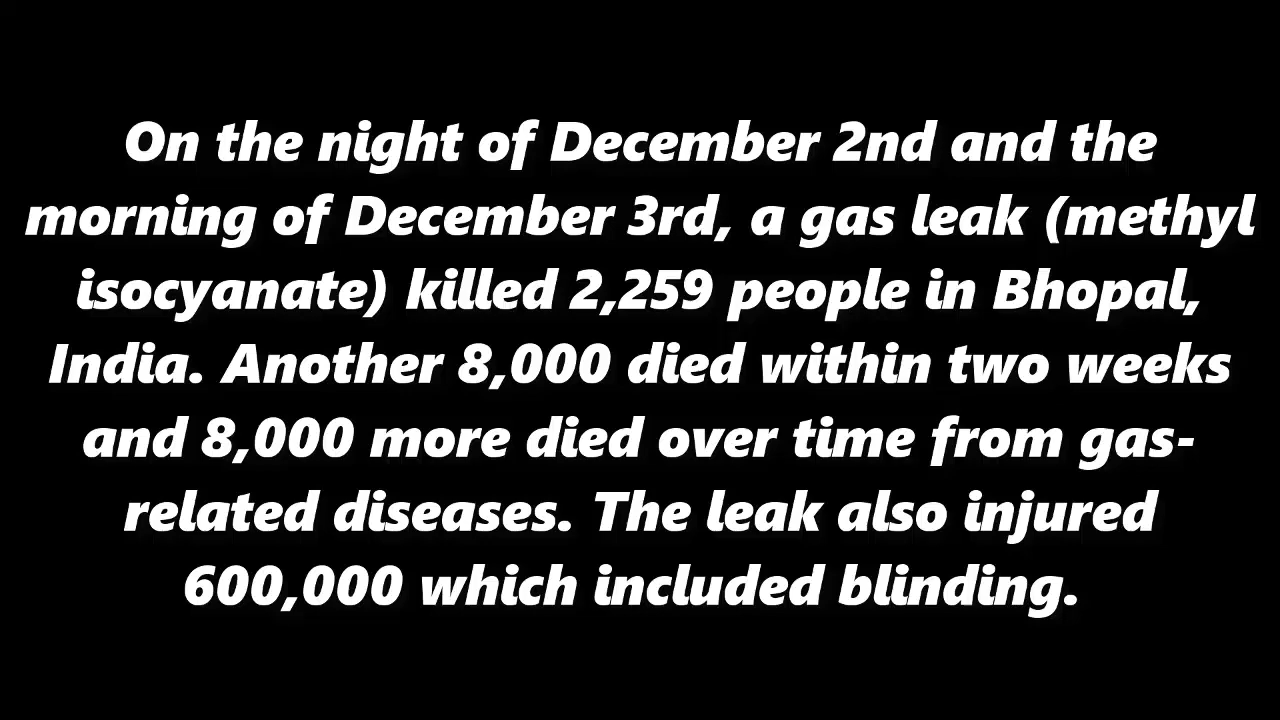 On the night of December 2nd and the
morning of December 3rd, a gas leak (methyl
isocyanate) killed 2,259 people in Bhopal,
India. Another 8,000 died within two weeks
and 8,000 more died over time from gas-
related diseases. The leak also injured
600,000 which included blinding.